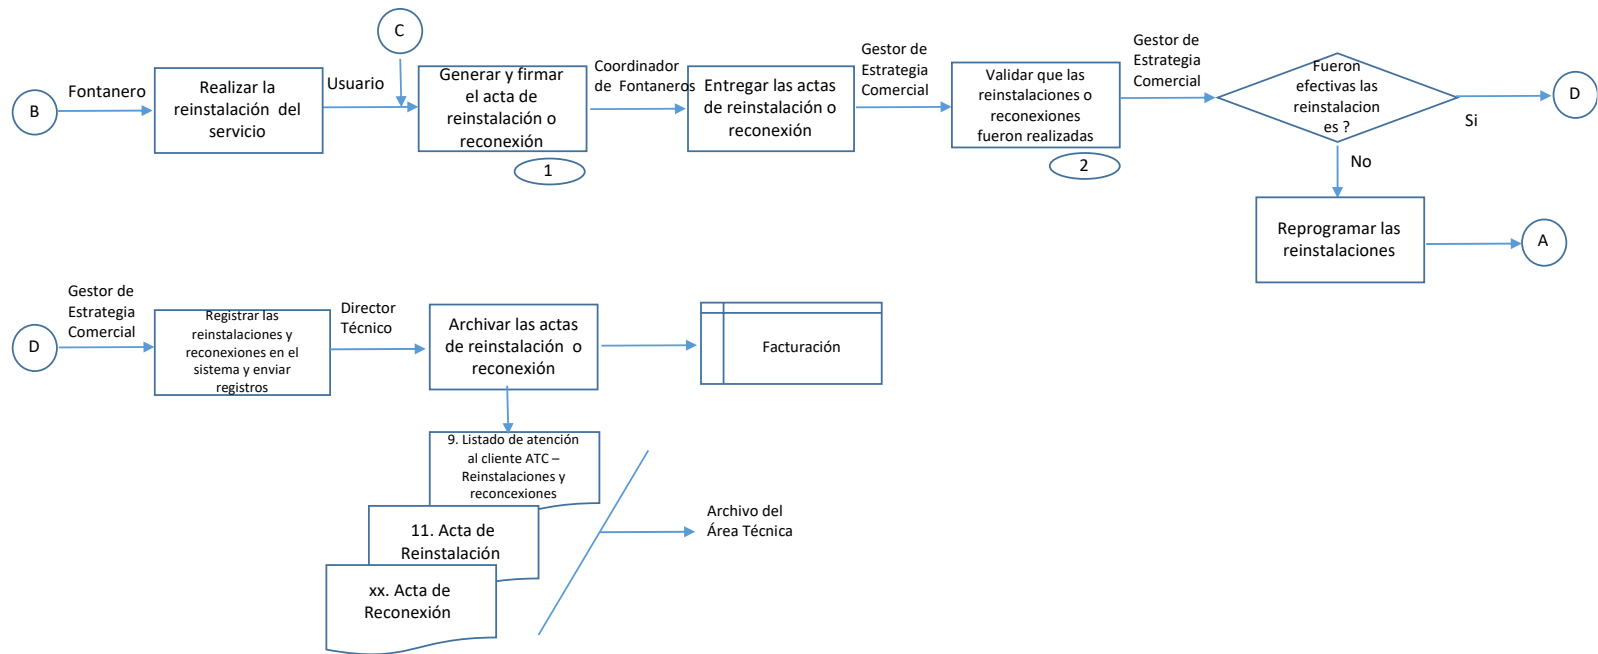 C
B
Fontanero
Realizar la
reinstalación del
servicio
Usuario
Generar y firmar
el acta de
reinstalación o
reconexión
1
Coordinador
de Fontaneros
Entregar las actas
de reinstalación o
reconexión
Gestor de
Estrategia
Comercial
Validar que las
reinstalaciones o
reconexiones
fueron realizadas
2
Gestor de
Estrategia
Comercial
Fueron
efectivas las
reinstalacion
es ?
Si
D
No
Reprogramar las
reinstalaciones
A
D
Gestor de
Estrategia
Comercial
Registrar las
reinstalaciones y
reconexiones en el
sistema y enviar
registros
Director
Técnico
Archivar las actas
de reinstalación o
reconexión
Facturación
9. Listado de atención
al cliente ATC –
Reinstalaciones y
reconcexiones
11. Acta de
Reinstalación
xx. Acta de
Reconexión
Archivo del
Área Técnica